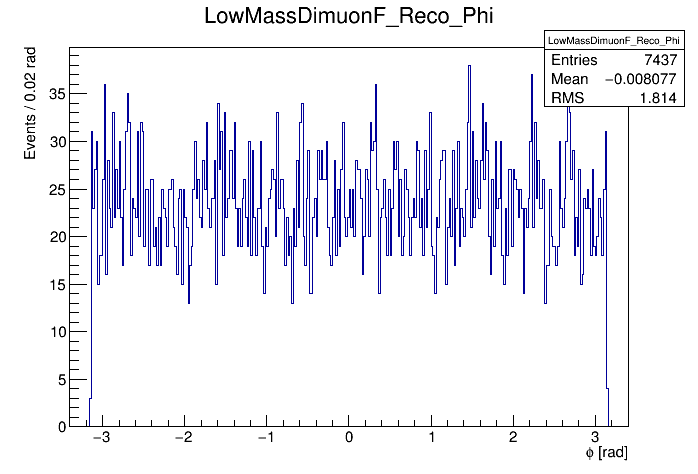 LowMassDimuonF_Reco_Phi
LowMassDimuonF_Reco_Phi
Entries 7437
Mean −0.008077
RMS 1.814
Events / 0.02 rad
35
30
25
20
15
10
5
0
−3 −2 −1 0 1 2 3
ϕ [rad]